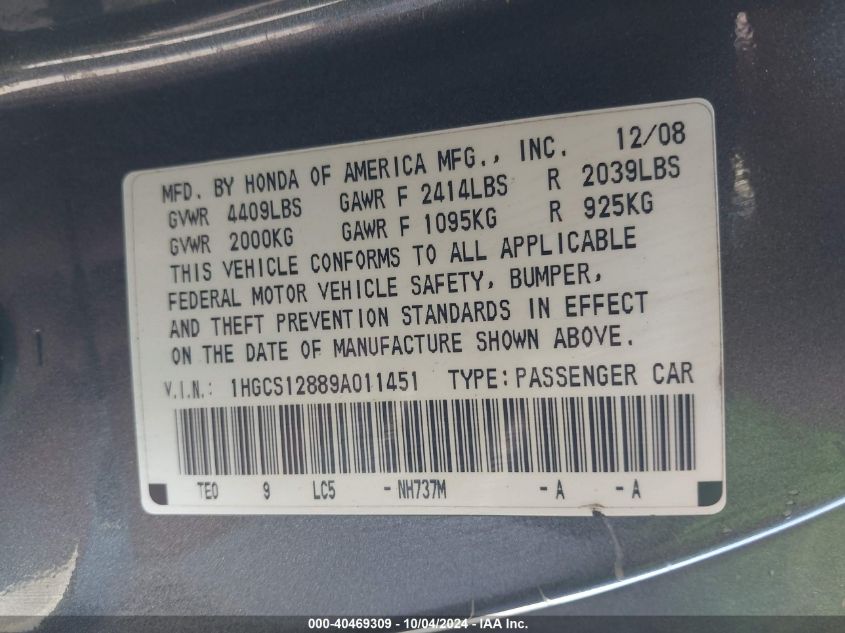 MFD. BY HONDA OF AMERICA MFG., INC. 12/08
GVWR 4409LBS GAWR F 2414LBS R 2039LBS
GVWR 2000KG GAWR F 1095KG R 925KG
THIS VEHICLE CONFORMS TO ALL APPLICABLE
FEDERAL MOTOR VEHICLE SAFETY, BUMPER,
AND THEFT PREVENTION STANDARDS IN EFFECT
ON THE DATE OF MANUFACTURE SHOWN ABOVE.
V.I.N.: 1HGCS12889A011451 TYPE: PASSENGER CAR
TE0 9 LC5 - NH737M - A - A
000-40469309 - 10/04/2024 - IAA Inc.